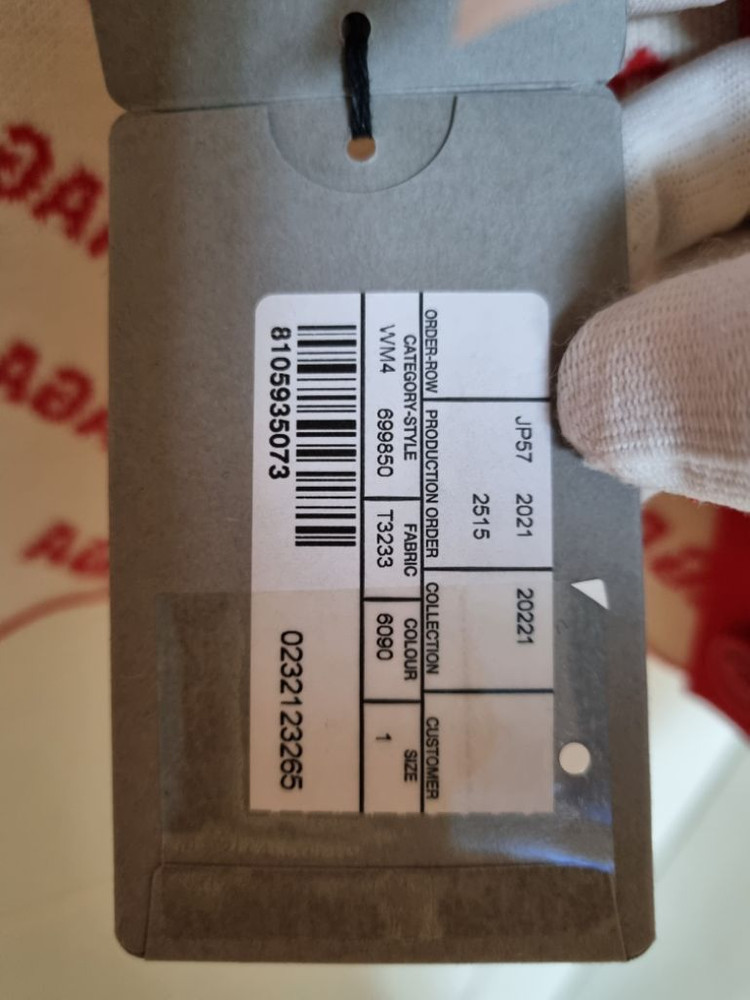 ORDER-ROW PRODUCTION ORDER COLLECTION CUSTOMER
JP57 2021 20221
2515
CATEGORY-STYLE FABRIC COLOUR SIZE
WM4 699850 T3233 6090 1
8105935073
0232123265